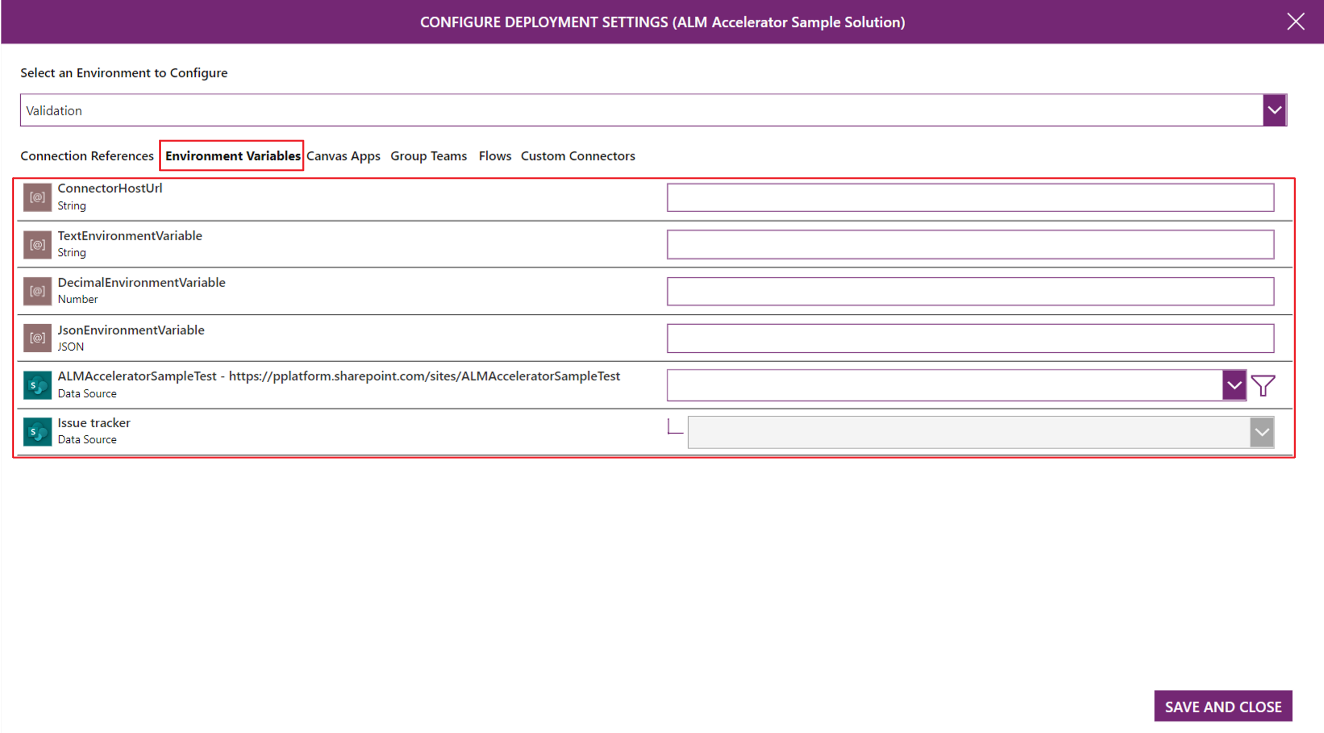 CONFIGURE DEPLOYMENT SETTINGS (ALM Accelerator Sample Solution)
Select an Environment to Configure
Validation
Connection References Environment Variables Canvas Apps Group Teams Flows Custom Connectors
[@] ConnectorHostUrl
String
[@] TextEnvironmentVariable
String
[@] DecimalEnvironmentVariable
Number
[@] JsonEnvironmentVariable
JSON
S ALMAcceleratorSampleTest - https://pplatform.sharepoint.com/sites/ALMAcceleratorSampleTest
Data Source
S Issue tracker
Data Source
SAVE AND CLOSE